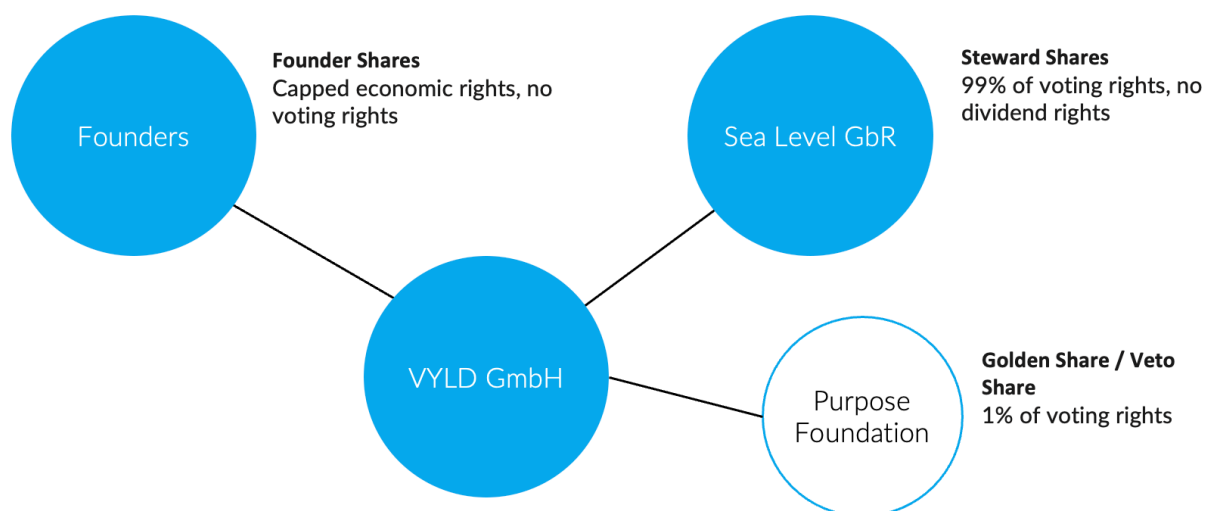 Founders
Founder Shares
Capped economic rights, no
voting rights
Sea Level GbR
Steward Shares
99% of voting rights, no
dividend rights
VYLD GmbH
Purpose
Foundation
Golden Share / Veto
Share
1% of voting rights